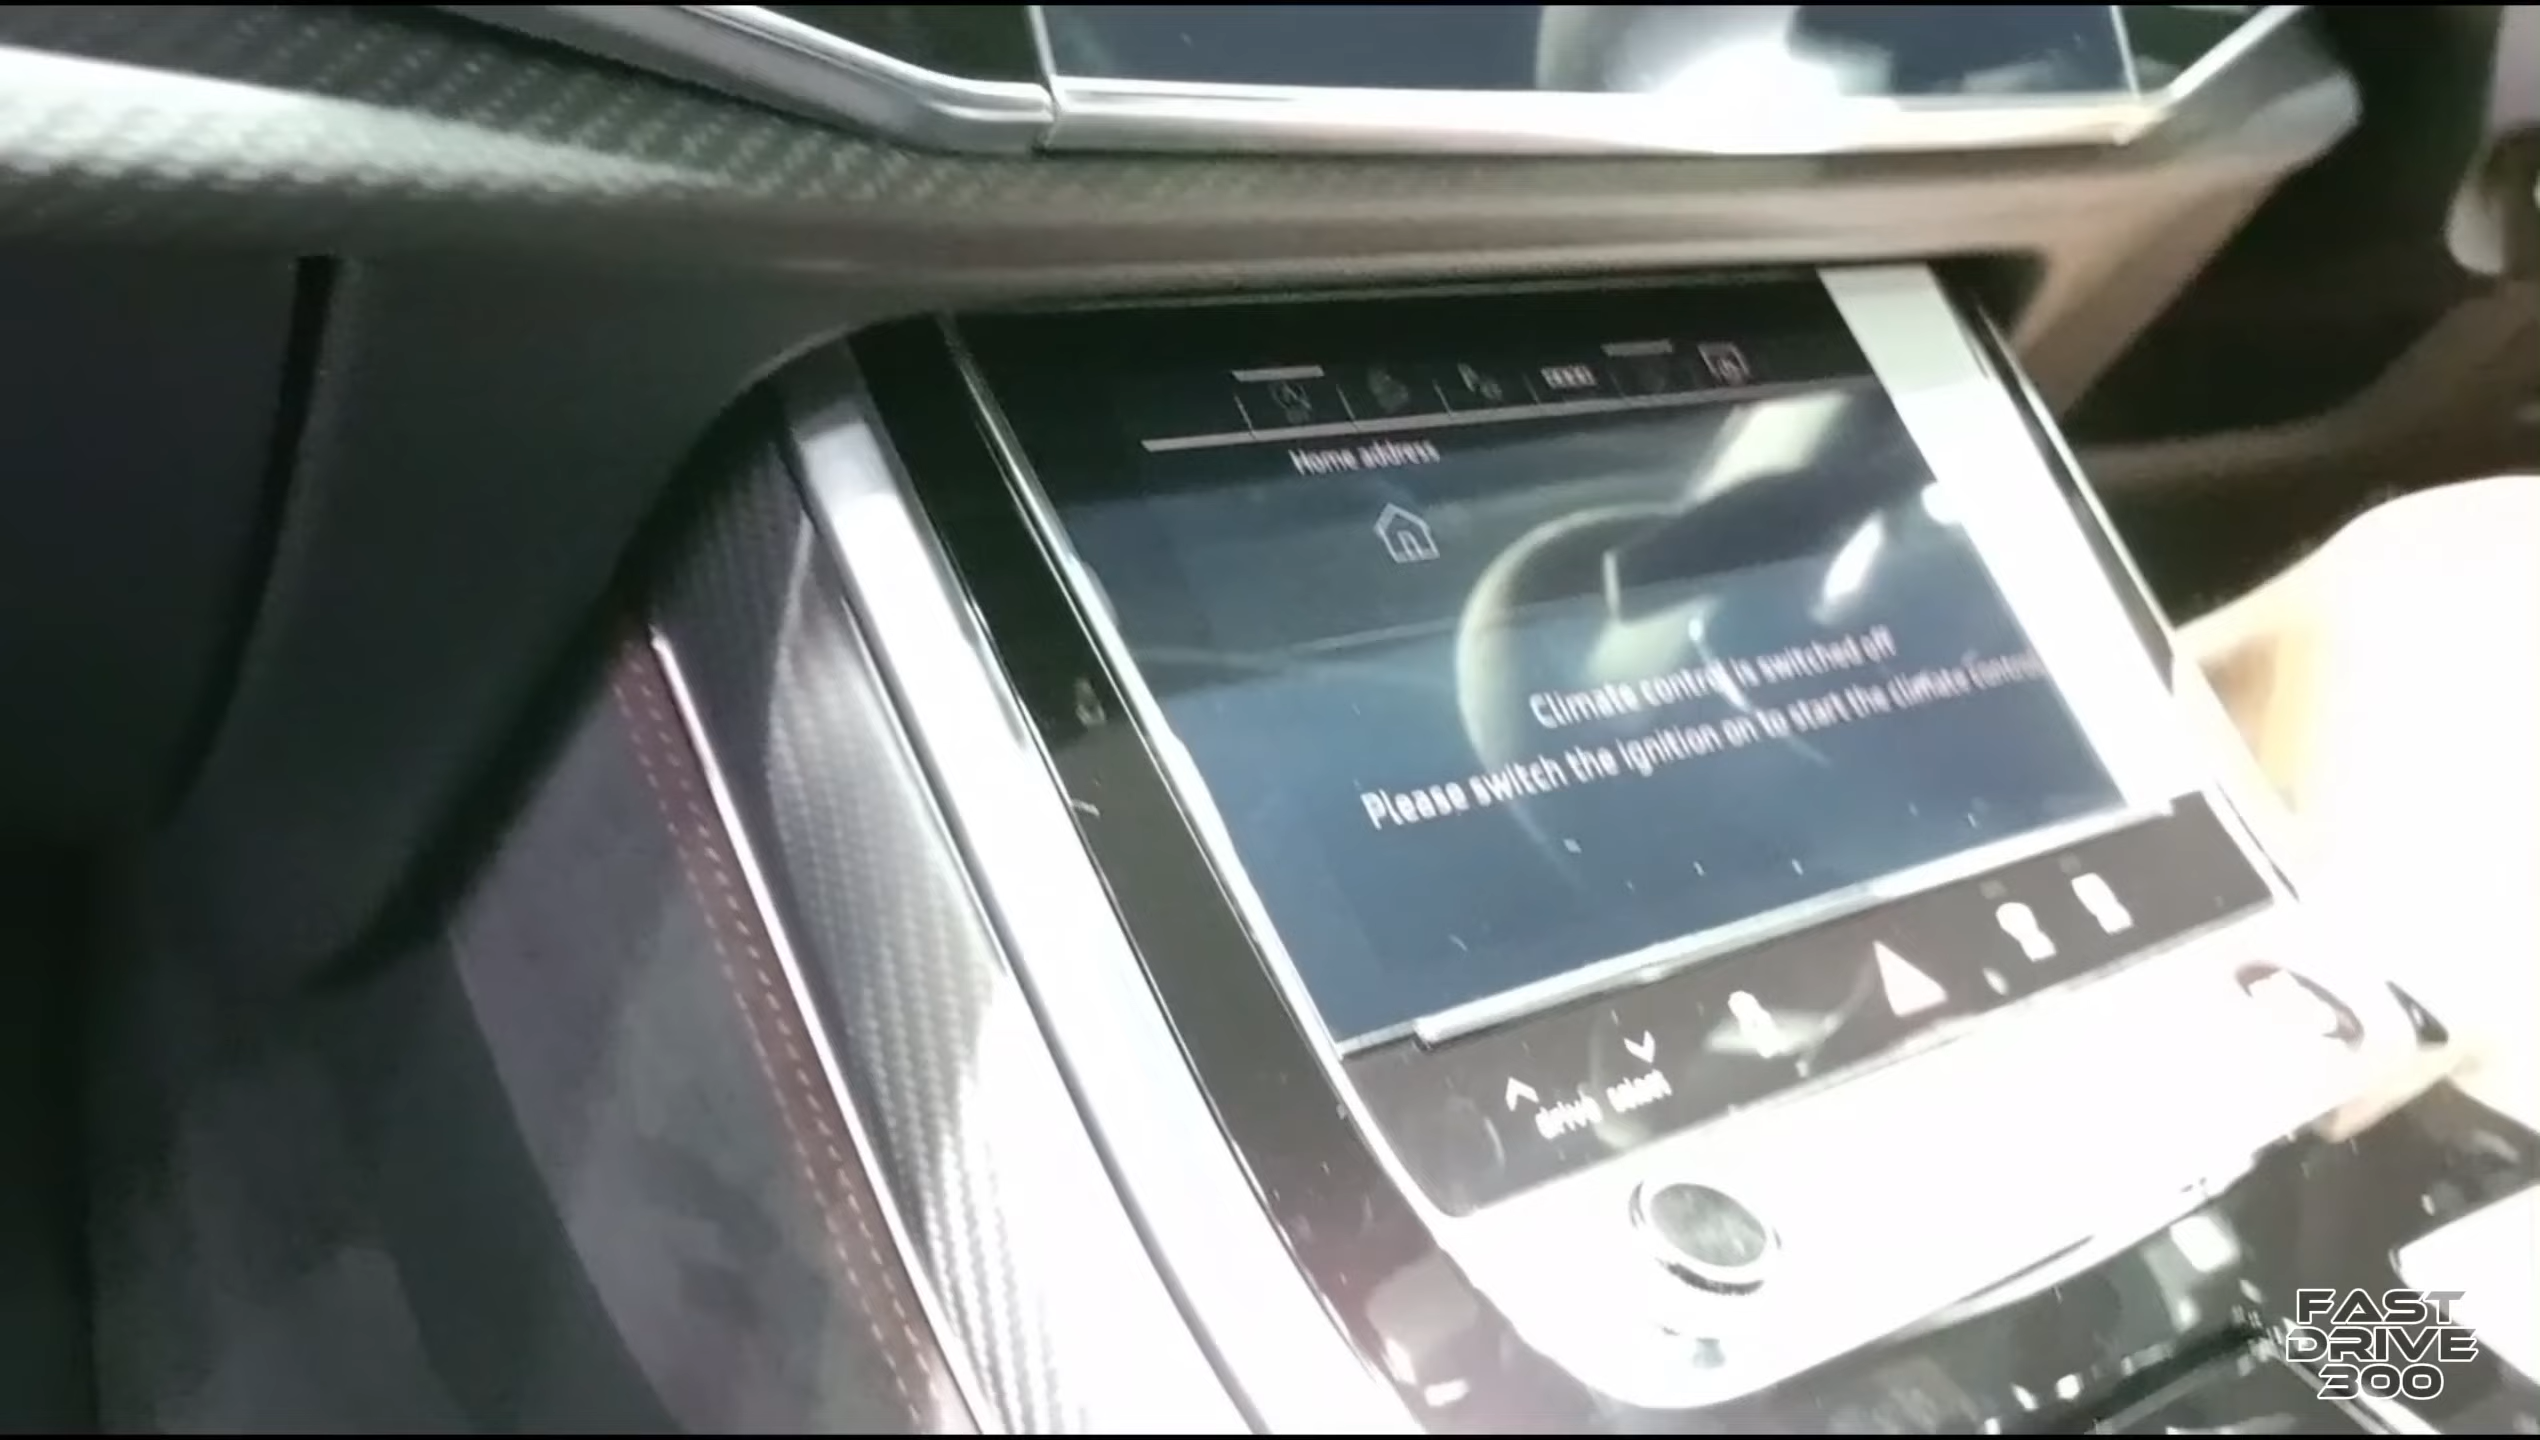 Home address
Climate control is switched off
Please switch the ignition on to start the climate control
drive select
FAST
DRIVE
300